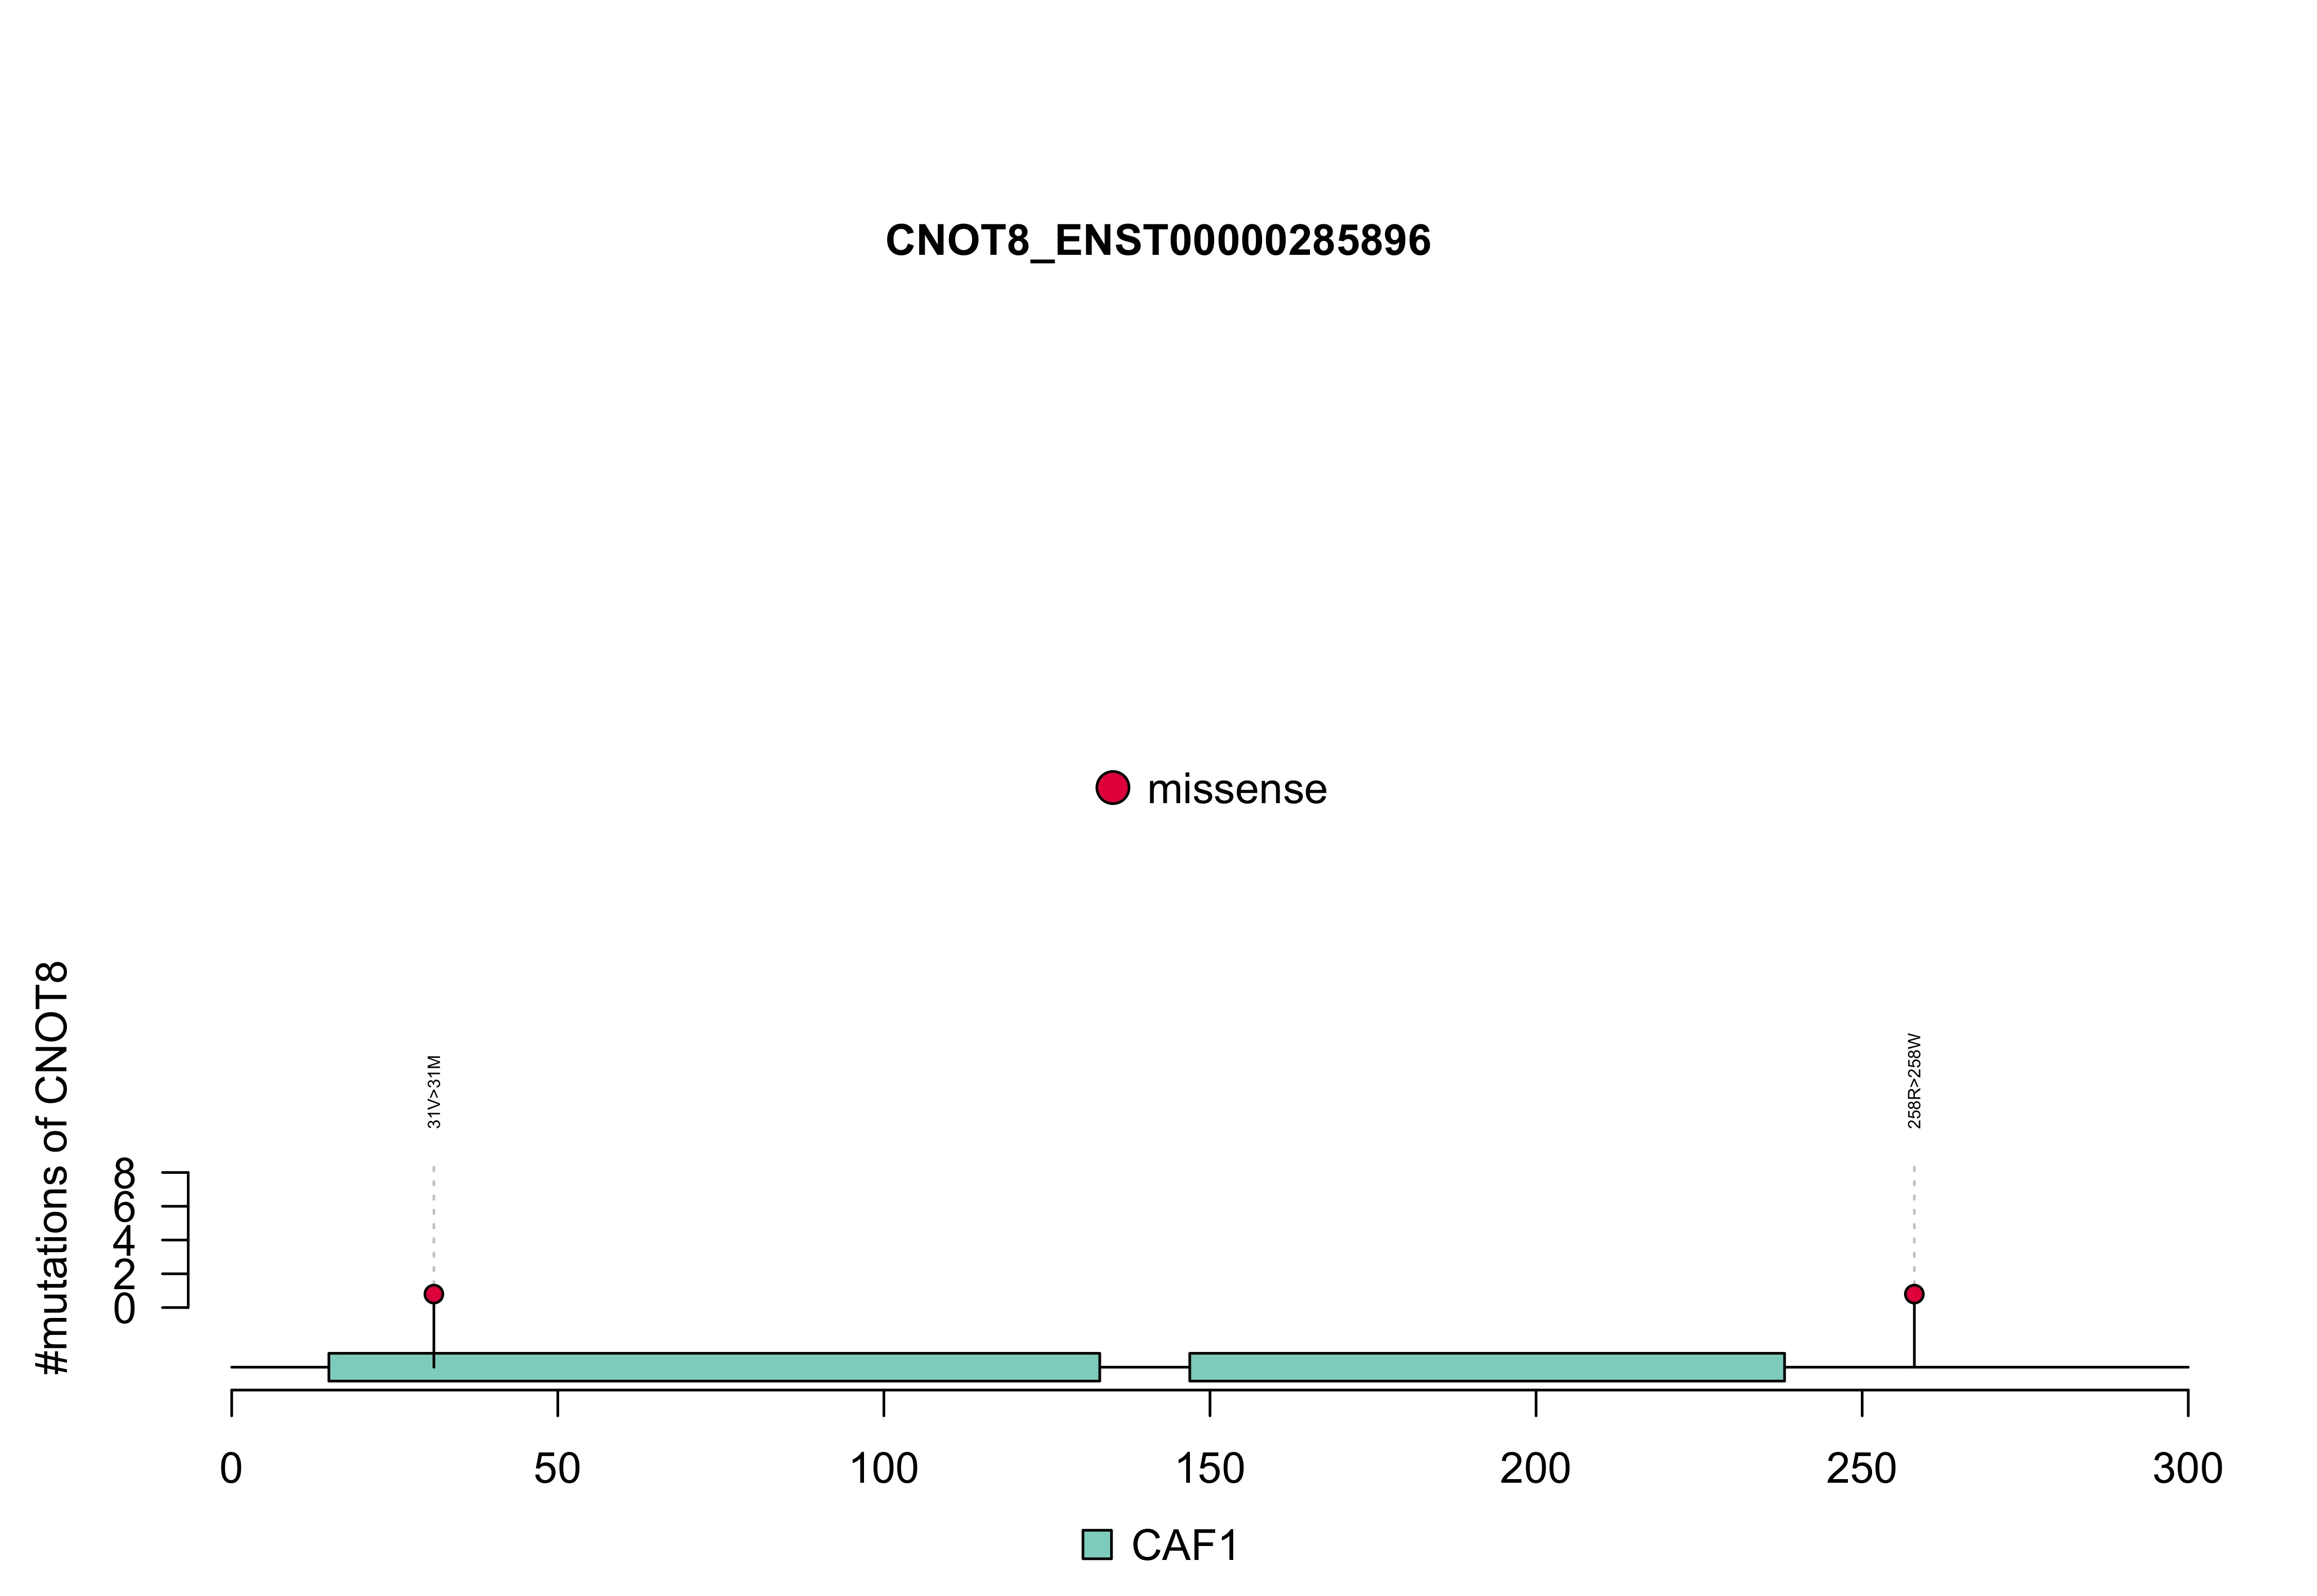 CNOT8_ENST00000285896
missense
#mutations of CNOT8
31V>31M
258R>258W
8
6
4
2
0
0 50 100 150 200 250 300
CAF1